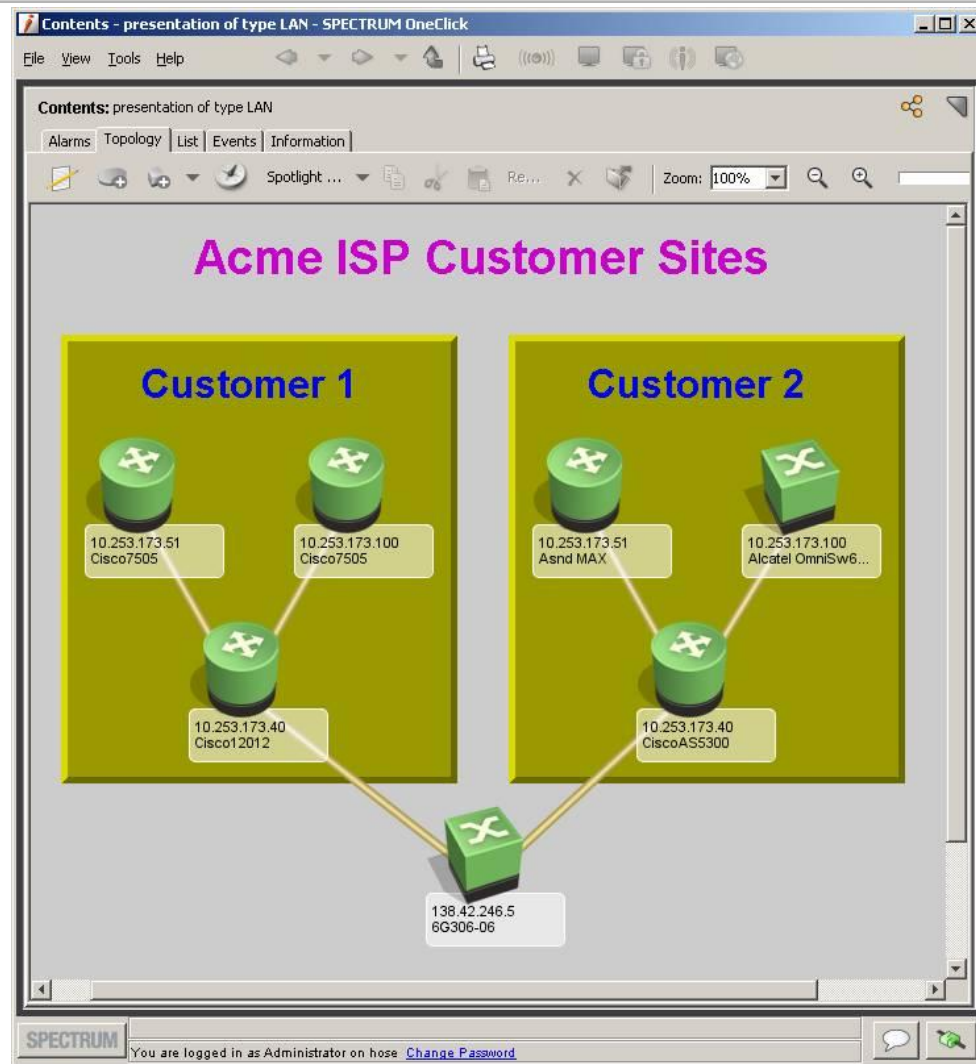 Contents - presentation of type LAN - SPECTRUM OneClick
File View Tools Help
Contents: presentation of type LAN
Alarms Topology List Events Information
Spotlight ... Re... Zoom: 100%
Acme ISP Customer Sites
Customer 1 Customer 2
10.253.173.51
Cisco7505
10.253.173.100
Cisco7505
10.253.173.51
Asnd MAX
10.253.173.100
Alcatel OmniSw6...
10.253.173.40
Cisco12012
10.253.173.40
CiscoAS5300
138.42.246.5
6G306-06
SPECTRUM
You are logged in as Administrator on hose Change Password